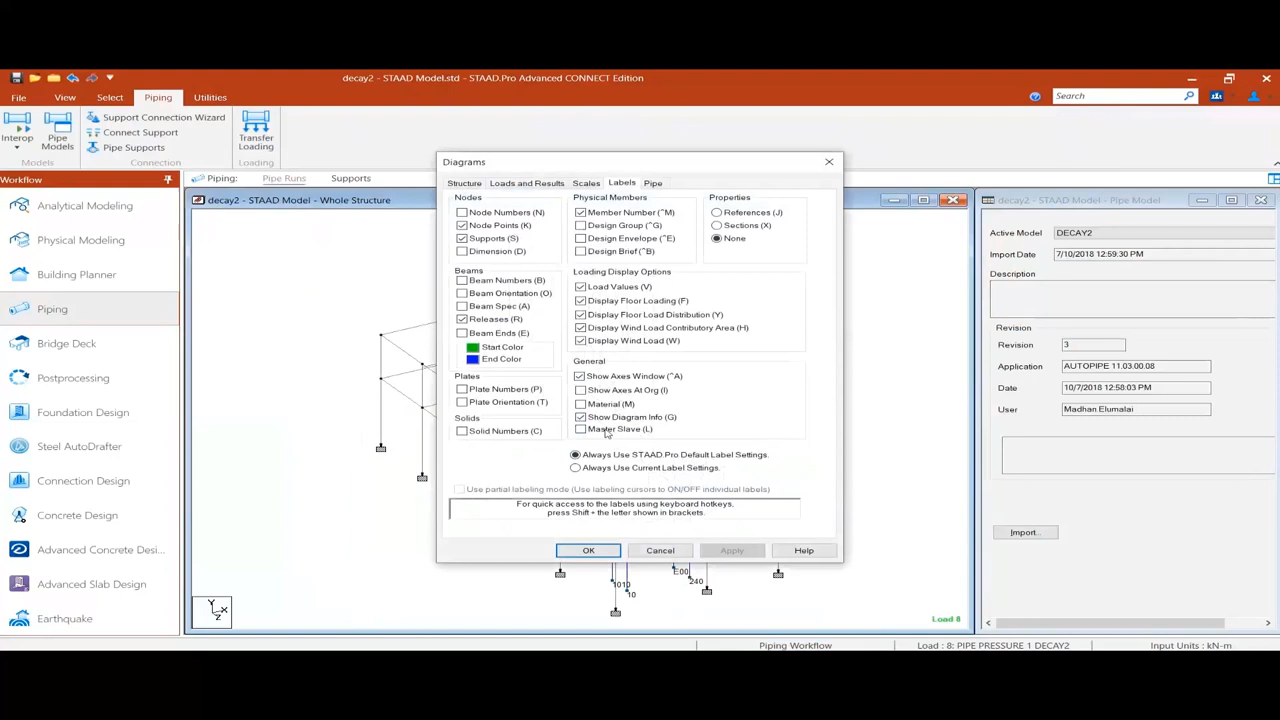 decay2 - STAAD Model.std - STAAD.Pro Advanced CONNECT Edition
File View Select Piping Utilities
Search
Interop
Pipe Models
Models
Support Connection Wizard
Connect Support
Pipe Supports
Connection
Transfer Loading
Loading
Workflow
Analytical Modeling
Physical Modeling
Building Planner
Piping
Bridge Deck
Postprocessing
Foundation Design
Steel AutoDrafter
Connection Design
Concrete Design
Advanced Concrete Desi...
Advanced Slab Design
Earthquake
Piping: Pipe Runs Supports
decay2 - STAAD Model - Whole Structure
Diagrams
Structure Loads and Results Scales Labels Pipe
Nodes
Node Numbers (N)
Node Points (K)
Supports (S)
Dimension (D)
Beams
Beam Numbers (B)
Beam Orientation (O)
Beam Spec (A)
Releases (R)
Beam Ends (E)
Start Color
End Color
Plates
Plate Numbers (P)
Plate Orientation (T)
Solids
Solid Numbers (C)
Physical Members
Member Number (^M)
Design Group (^G)
Design Envelope (^E)
Design Brief (^B)
Properties
References (J)
Sections (X)
None
Loading Display Options
Load Values (V)
Display Floor Loading (F)
Display Floor Load Distribution (Y)
Display Wind Load Contributory Area (H)
Display Wind Load (W)
General
Show Axes Window (^A)
Show Axes At Org (I)
Material (M)
Show Diagram Info (G)
Master Slave (L)
Always Use STAAD.Pro Default Label Settings.
Always Use Current Label Settings.
Use partial labeling mode (Use labeling cursors to ON/OFF individual labels)
For quick access to the labels using keyboard hotkeys,
press Shift + the letter shown in brackets.
OK Cancel Apply Help
1010
10
E00
240
Y
X
Z
Load 8
decay2 - STAAD Model - Pipe Model
Active Model DECAY2
Import Date 7/10/2018 12:59:30 PM
Description
Revision
Revision 3
Application AUTOPIPE 11.03.00.08
Date 10/7/2018 12:58:03 PM
User Madhan.Elumalai
Import...
Piping Workflow
Load : 8: PIPE PRESSURE 1 DECAY2
Input Units : kN-m